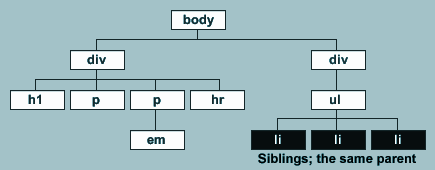 body
div div
h1 p p hr ul
em li li li
Siblings; the same parent